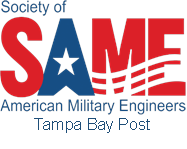 Society of
SAME
American Military Engineers
Tampa Bay Post